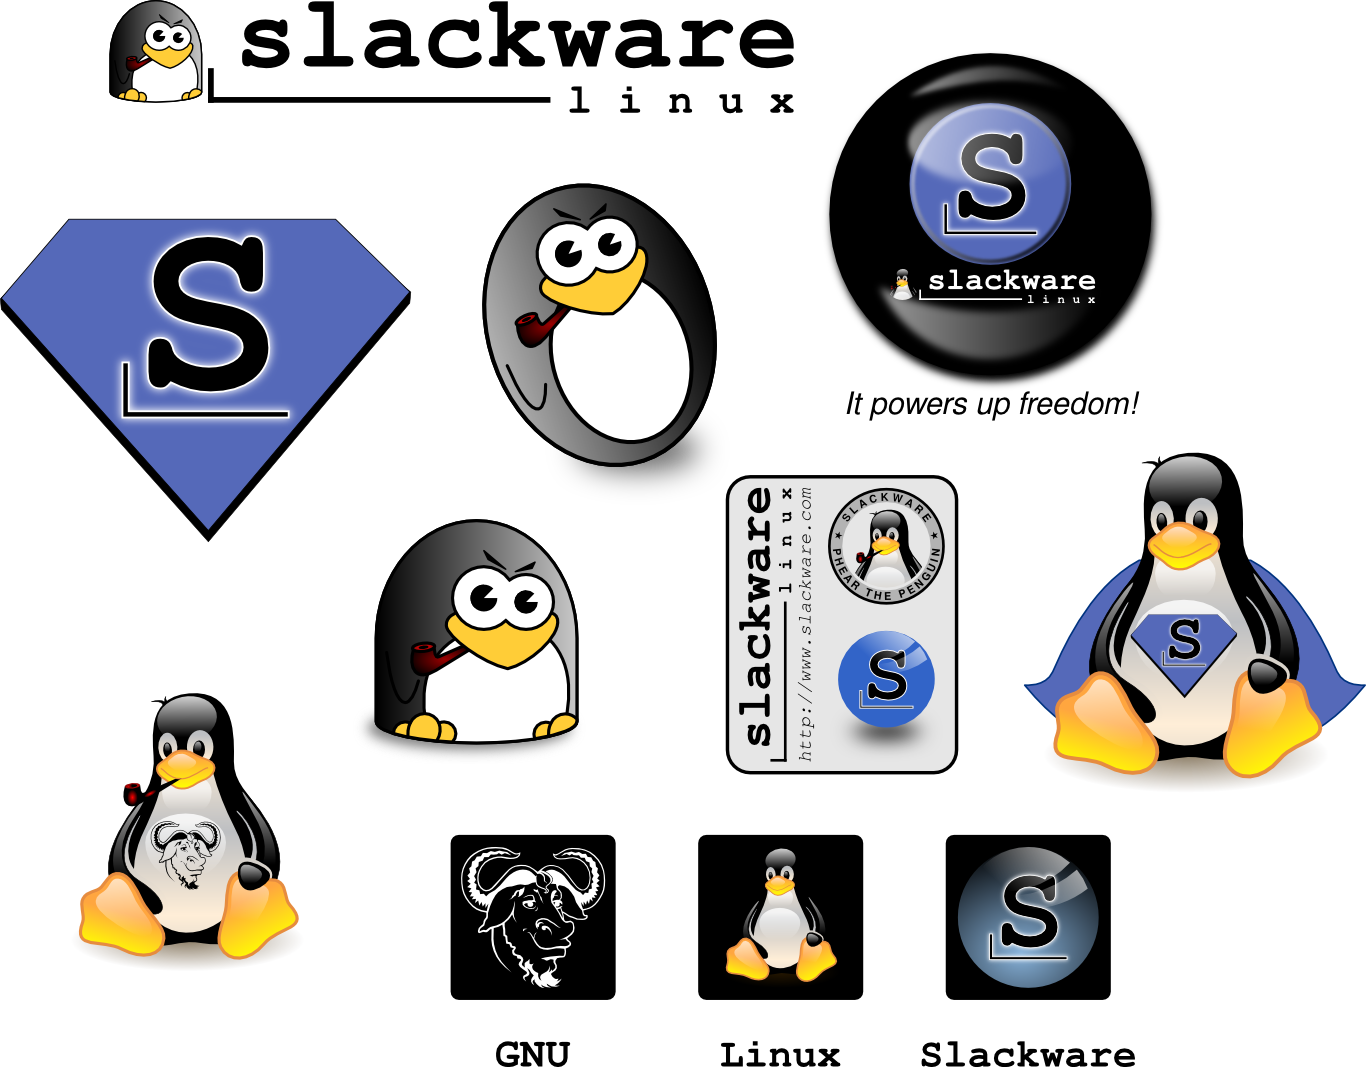 slackware
linux
S
S
slackware
linux
It powers up freedom!
slackware
linux
http://www.slackware.com
SLACKWARE
★ PHEAR THE PENGUIN ★
S
S
S
GNU
Linux
Slackware